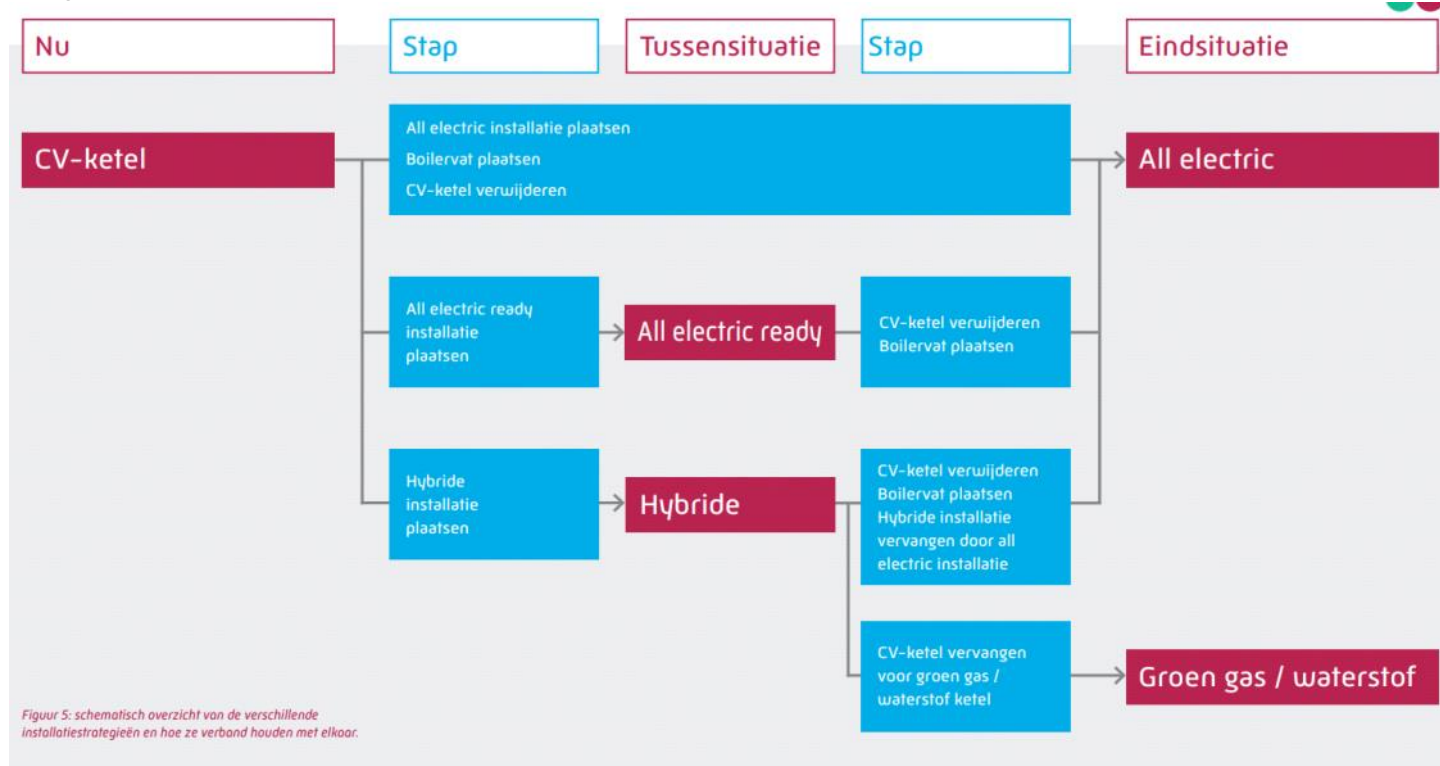 Nu
Stap
Tussensituatie
Stap
Eindsituatie
CV-ketel
All electric installatie plaatsen
Boilervat plaatsen
CV-ketel verwijderen
All electric
All electric ready
installatie
plaatsen
All electric ready
CV-ketel verwijderen
Boilervat plaatsen
Hybride
installatie
plaatsen
Hybride
CV-ketel verwijderen
Boilervat plaatsen
Hybride installatie
vervangen door all
electric installatie
CV-ketel vervangen
voor groen gas /
waterstof ketel
Groen gas / waterstof
Figuur 5: schematisch overzicht van de verschillende
installatiestrategieën en hoe ze verband houden met elkaar.